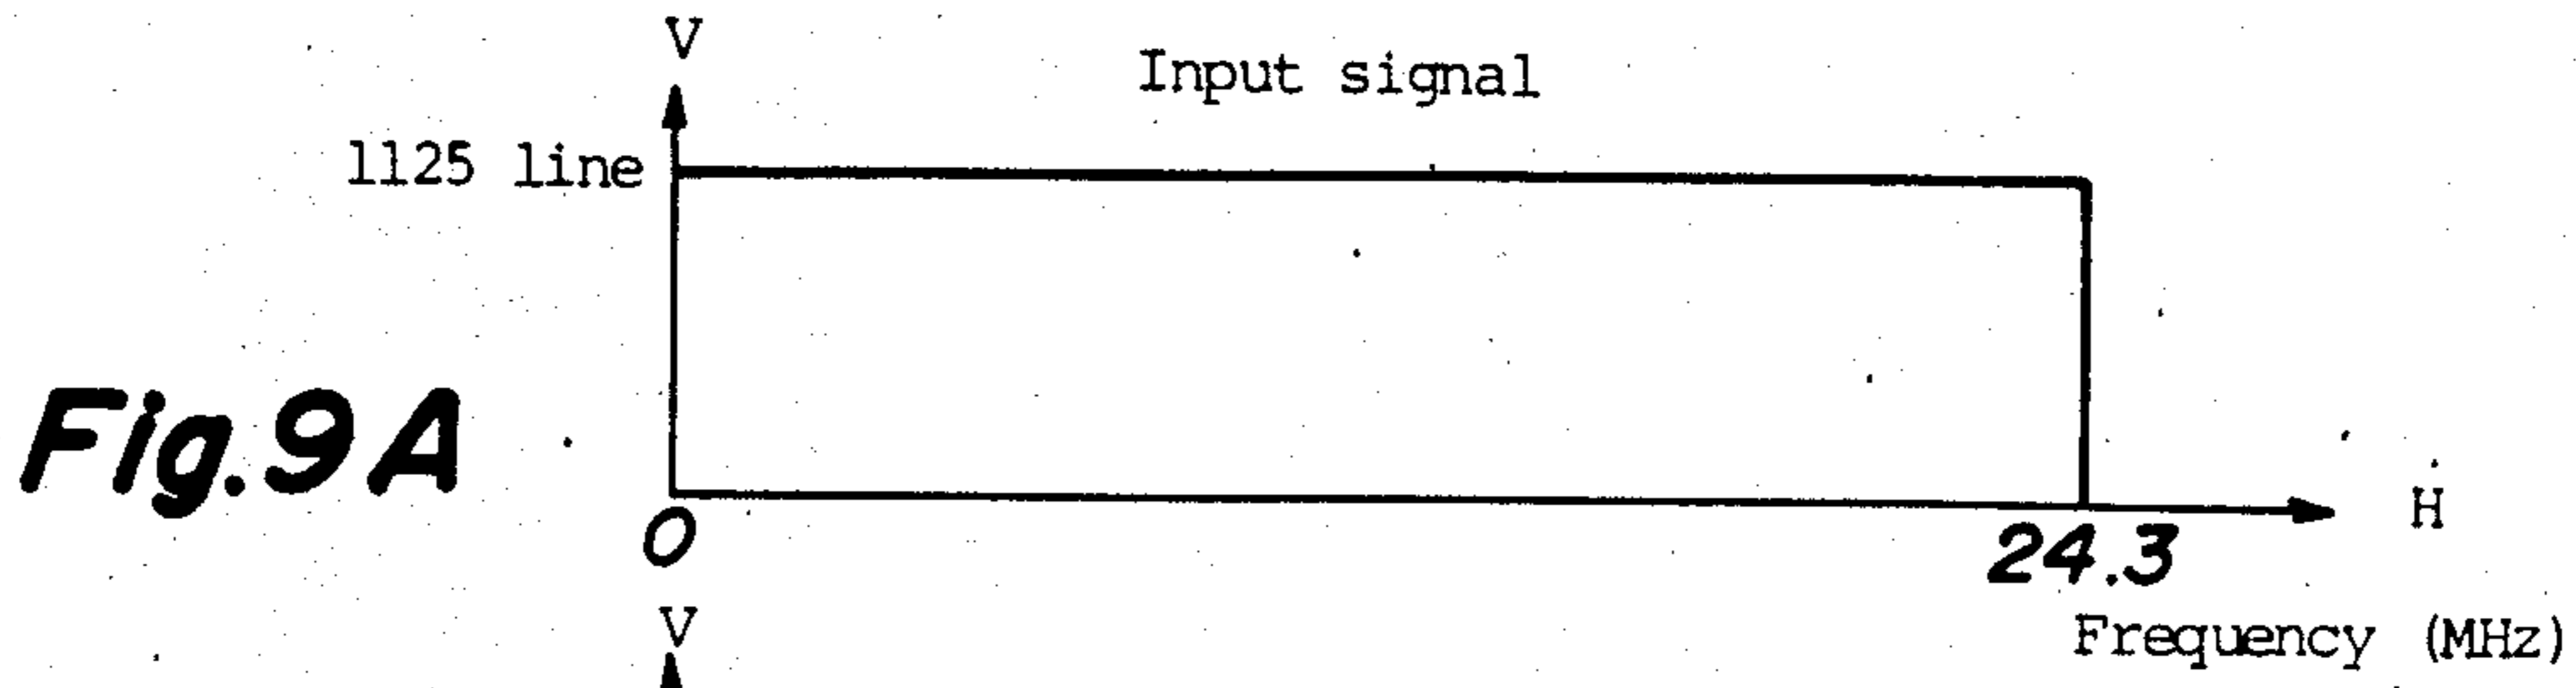 V
Input signal
1125 line
Fig.9A
0
24.3
H
Frequency (MHz)
V